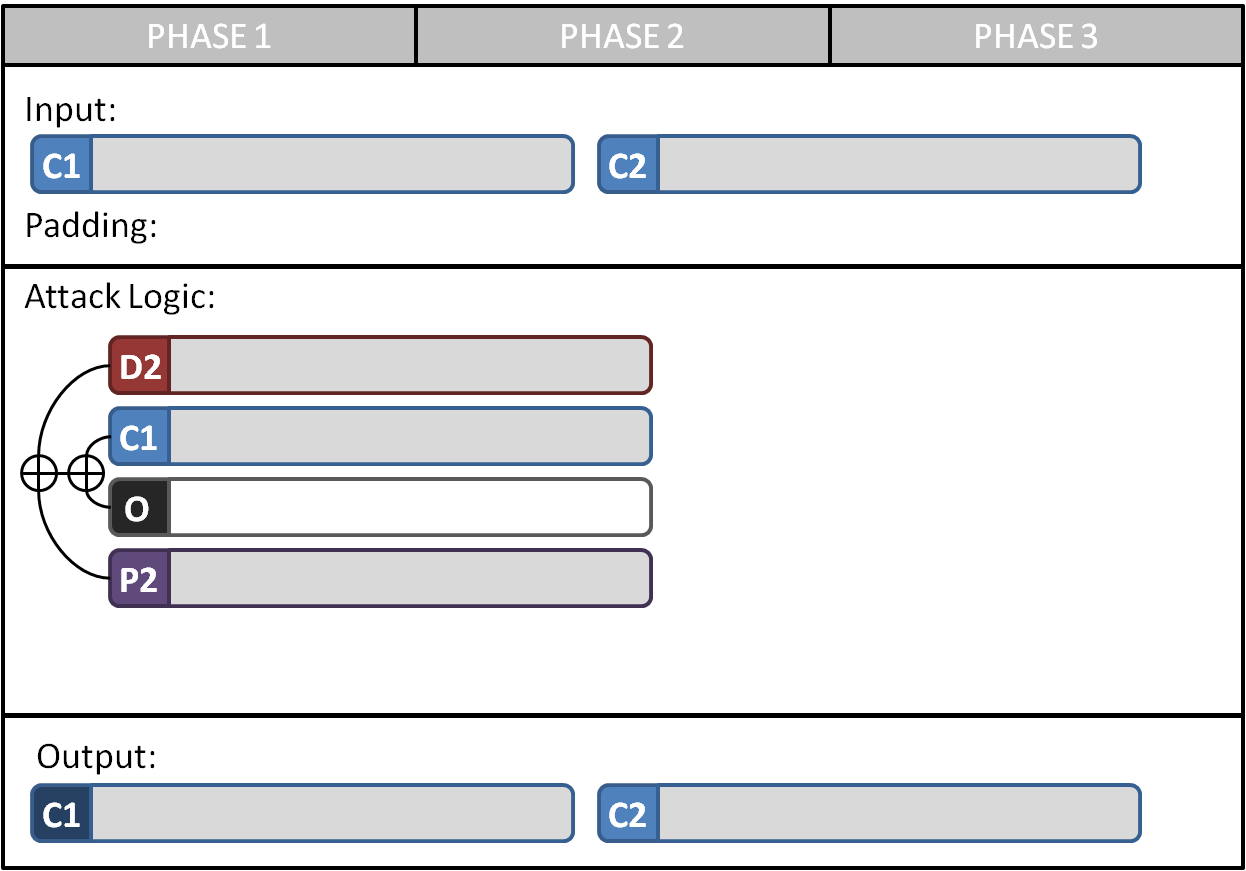 PHASE 1 PHASE 2 PHASE 3
Input:
C1 C2
Padding:
Attack Logic:
D2
C1
O
P2
Output:
C1 C2